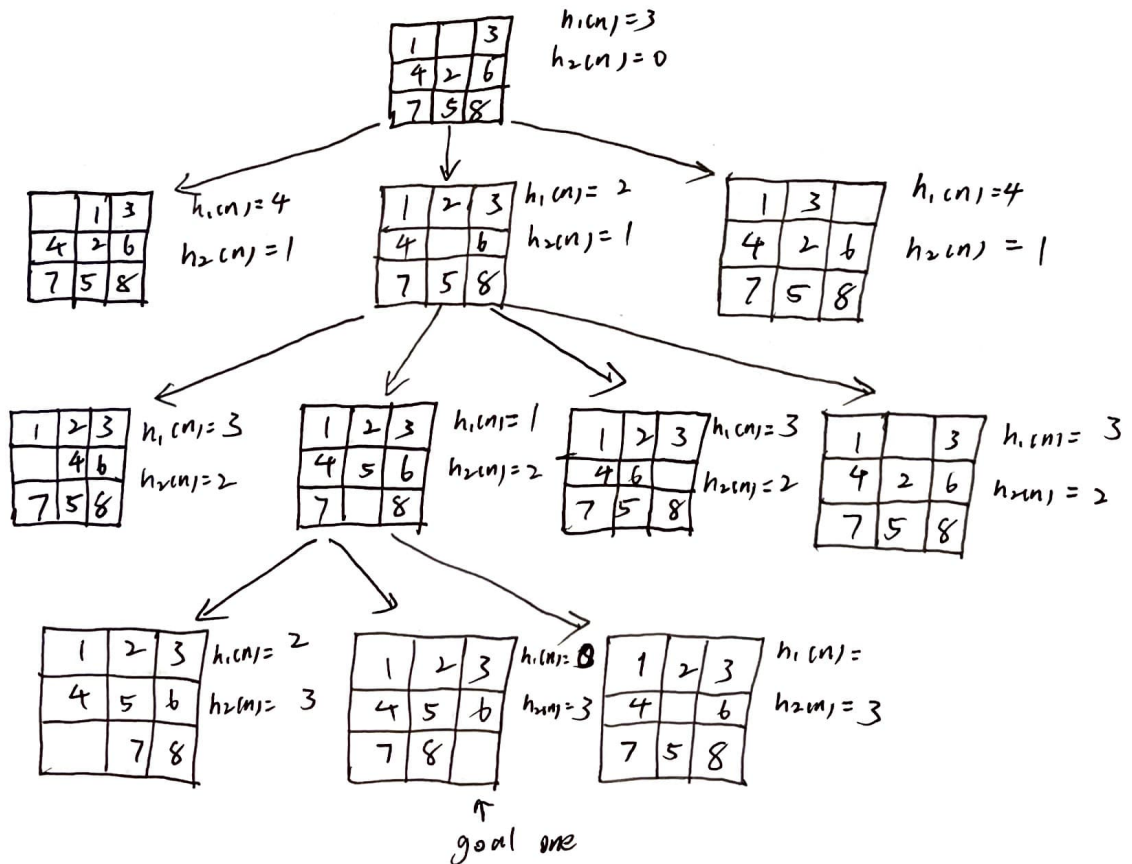 1 3
4 2 6
7 5 8
h₁(n)=3
h₂(n)=0
1 3
4 2 6
7 5 8
h₁(n)=4
h₂(n)=1
1 2 3
4 6
7 5 8
h₁(n)=2
h₂(n)=1
1 3
4 2 6
7 5 8
h₁(n)=4
h₂(n)=1
1 2 3
4 6
7 5 8
h₁(n)=3
h₂(n)=2
1 2 3
4 5 6
7 8
h₁(n)=1
h₂(n)=2
1 2 3
4 6
7 5 8
h₁(n)=3
h₂(n)=2
1 3
4 2 6
7 5 8
h₁(n)=3
h₂(n)=2
1 2 3
4 5 6
7 8
h₁(n)=2
h₂(n)=3
1 2 3
4 5 6
7 8
h₁(n)=0
h₂(n)=3
1 2 3
4 6
7 5 8
h₁(n)=
h₂(n)=3
goal one